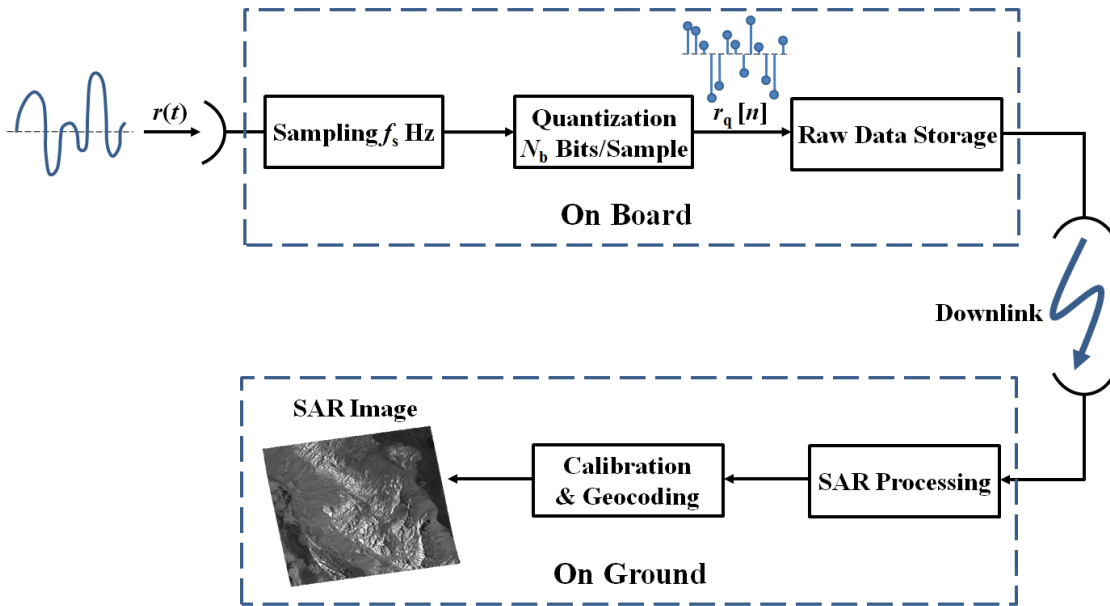 r(t)
Sampling fs Hz
Quantization
Nb Bits/Sample
rq [n]
Raw Data Storage
On Board
Downlink
SAR Image
Calibration
& Geocoding
SAR Processing
On Ground